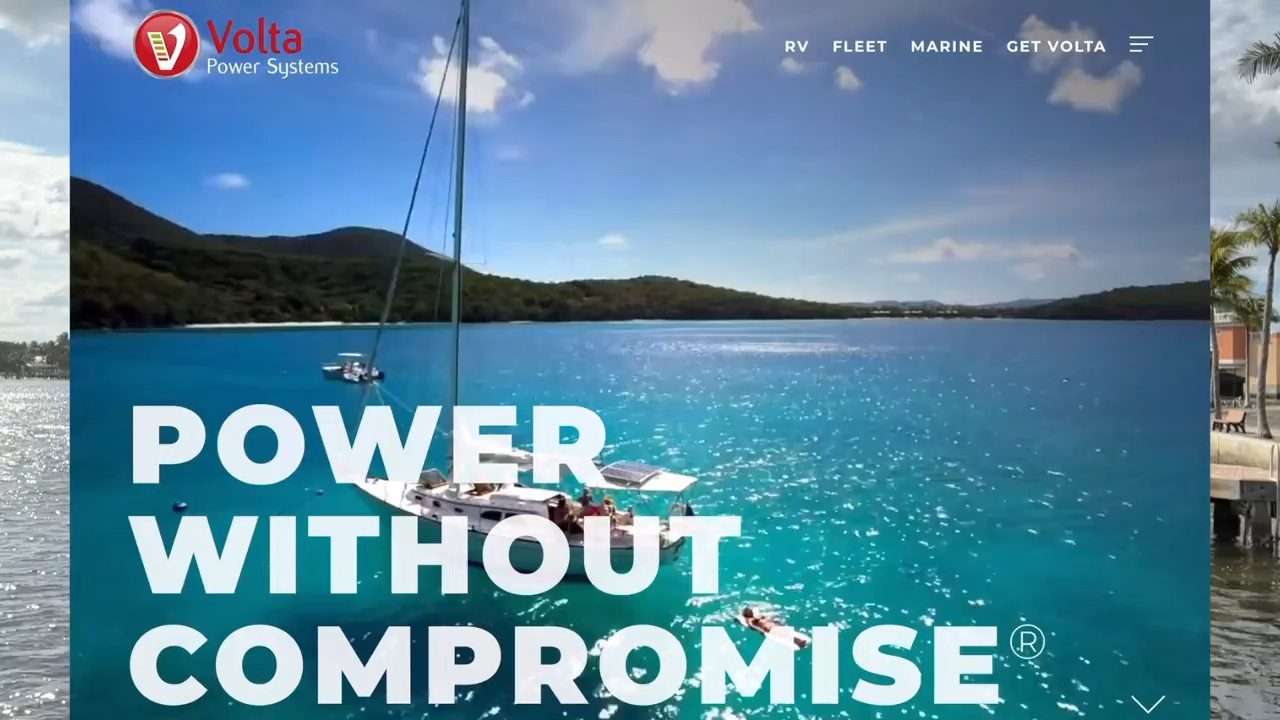 Volta
Power Systems
RV FLEET MARINE GET VOLTA
POWER
WITHOUT
COMPROMISE®